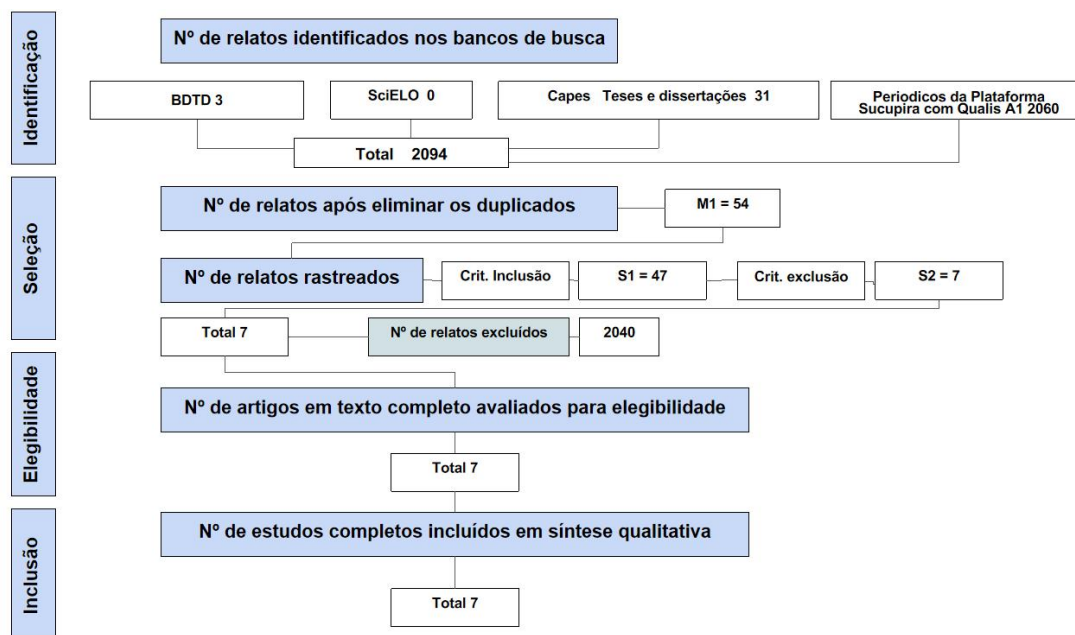 Identificação
Nº de relatos identificados nos bancos de busca
BDTD 3
SciELO 0
Capes Teses e dissertações 31
Periodicos da Plataforma
Sucupira com Qualis A1 2060
Total 2094
Seleção
Nº de relatos após eliminar os duplicados
M1 = 54
Nº de relatos rastreados
Crit. Inclusão
S1 = 47
Crit. exclusão
S2 = 7
Total 7
Nº de relatos excluídos
2040
Elegibilidade
Nº de artigos em texto completo avaliados para elegibilidade
Total 7
Inclusão
Nº de estudos completos incluídos em síntese qualitativa
Total 7